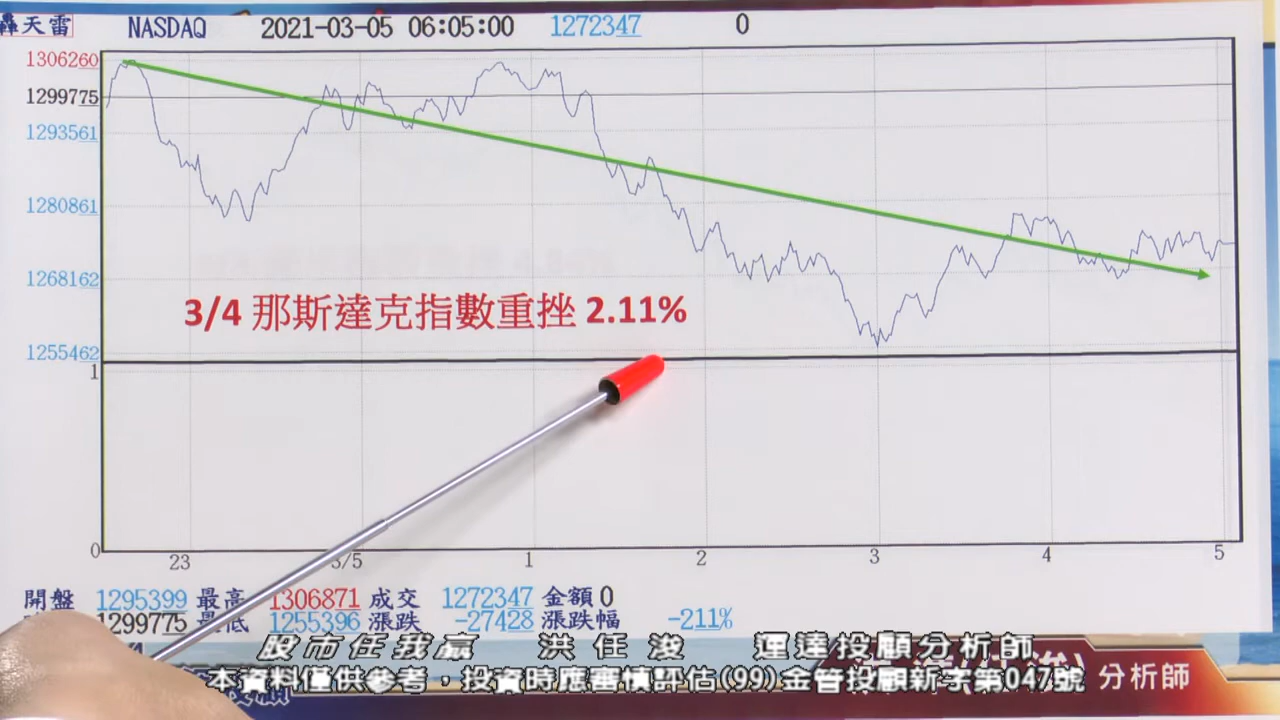 轟天雷 NASDAQ 2021-03-05 06:05:00 1272347 0
1306260
1299775
1293561
1280861
1268162
3/4 那斯達克指數重挫 2.11%
1255462
1
0
23 3/5 1 2 3 4 5
開盤 1295399 最高 1306871 成交 1272347 金額 0
1299775 最低 1255396 漲跌 -27428 漲跌幅 -211%
股市任我贏 洪任浚 運達投顧分析師
本資料僅供參考，投資時應審慎評估(99)金管投顧新字第047號
分析師